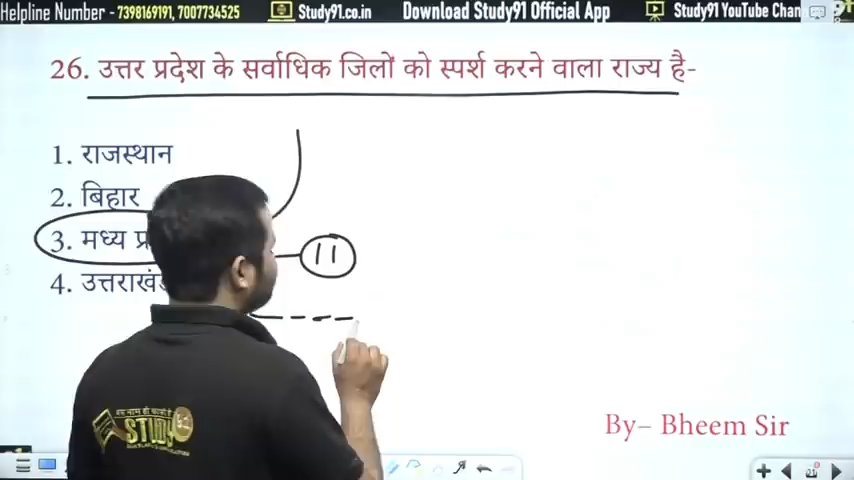 Helpline Number - 7398169191, 7007734525 Study91.co.in Download Study91 Official App Study91 YouTube Chan
26. उत्तर प्रदेश के सर्वाधिक जिलों को स्पर्श करने वाला राज्य है-
1. राजस्थान
2. बिहार
3. मध्य प्र
11
4. उत्तराखंड
STUDY 91
By– Bheem Sir